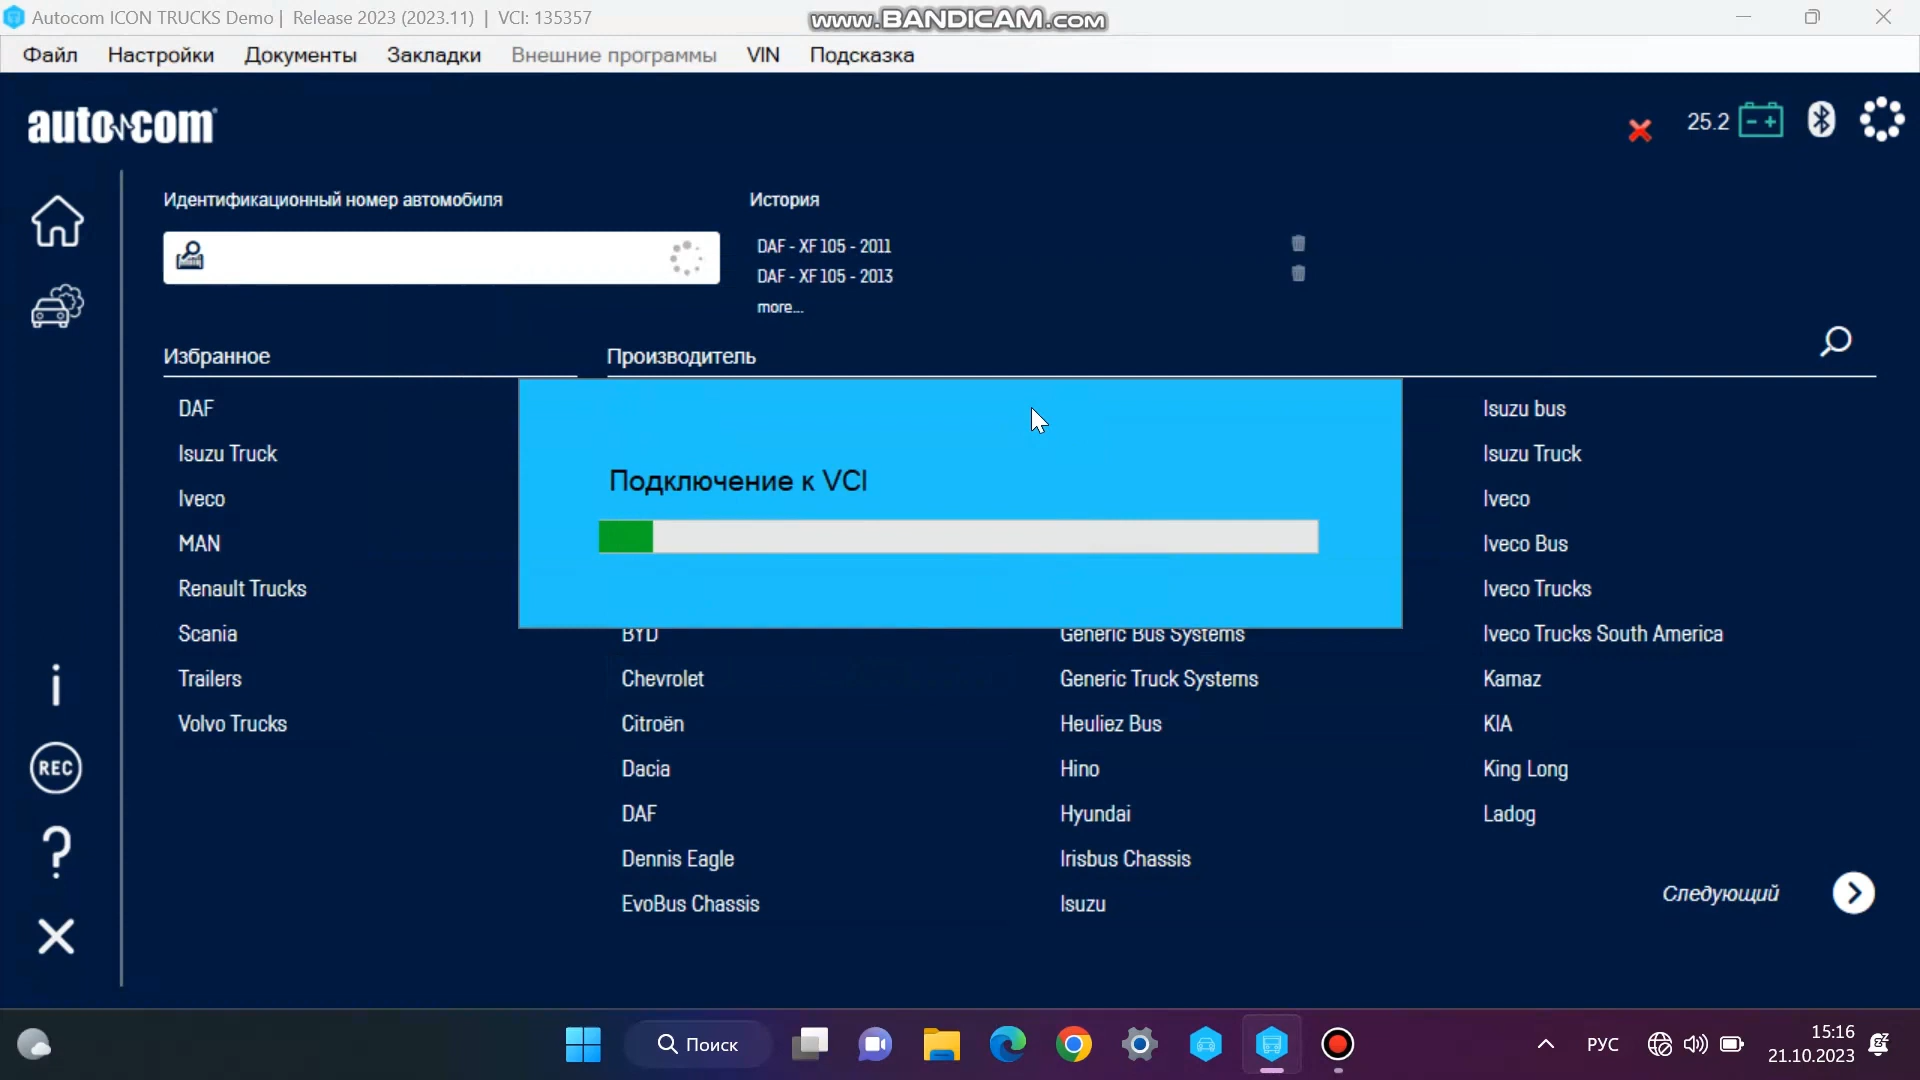 Autocom ICON TRUCKS Demo | Release 2023 (2023.11) | VCI: 135357
www.BANDICAM.com
Файл Настройки Документы Закладки Внешние программы VIN Подсказка
auto com
25.2
Идентификационный номер автомобиля
История
DAF - XF 105 - 2011
DAF - XF 105 - 2013
more...
Избранное
Производитель
DAF
Isuzu Truck
Iveco
MAN
Renault Trucks
Scania
Trailers
Volvo Trucks
Подключение к VCI
BYD
Chevrolet
Citroën
Dacia
DAF
Dennis Eagle
EvoBus Chassis
Generic Bus Systems
Generic Truck Systems
Heuliez Bus
Hino
Hyundai
Irisbus Chassis
Isuzu
Isuzu bus
Isuzu Truck
Iveco
Iveco Bus
Iveco Trucks
Iveco Trucks South America
Kamaz
KIA
King Long
Ladog
Следующий
REC
Поиск
РУС
15:16
21.10.2023